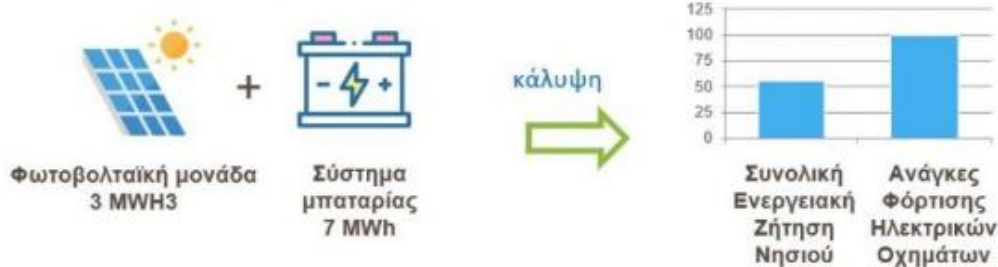 125
100
75
50
25
0
+
- +
κάλυψη
Φωτοβολταϊκή μονάδα
3 MWH3
Σύστημα
μπαταρίας
7 MWh
Συνολική
Ενεργειακή
Ζήτηση
Νησιού
Ανάγκες
Φόρτισης
Ηλεκτρικών
Οχημάτων